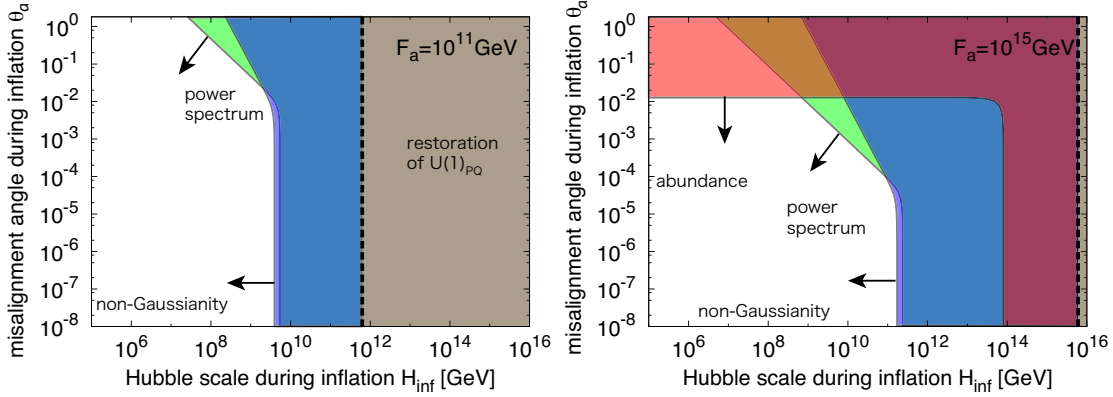 misalignment angle during inflation θₐ
10⁰
10⁻¹
10⁻²
10⁻³
10⁻⁴
10⁻⁵
10⁻⁶
10⁻⁷
10⁻⁸
Fₐ=10¹¹GeV
power
spectrum
restoration
of U(1)PQ
non-Gaussianity
10⁶ 10⁸ 10¹⁰ 10¹² 10¹⁴ 10¹⁶
Hubble scale during inflation Hinf [GeV]
misalignment angle during inflation θₐ
10⁰
10⁻¹
10⁻²
10⁻³
10⁻⁴
10⁻⁵
10⁻⁶
10⁻⁷
10⁻⁸
Fₐ=10¹⁵GeV
abundance
power
spectrum
non-Gaussianity
10⁶ 10⁸ 10¹⁰ 10¹² 10¹⁴ 10¹⁶
Hubble scale during inflation Hinf [GeV]